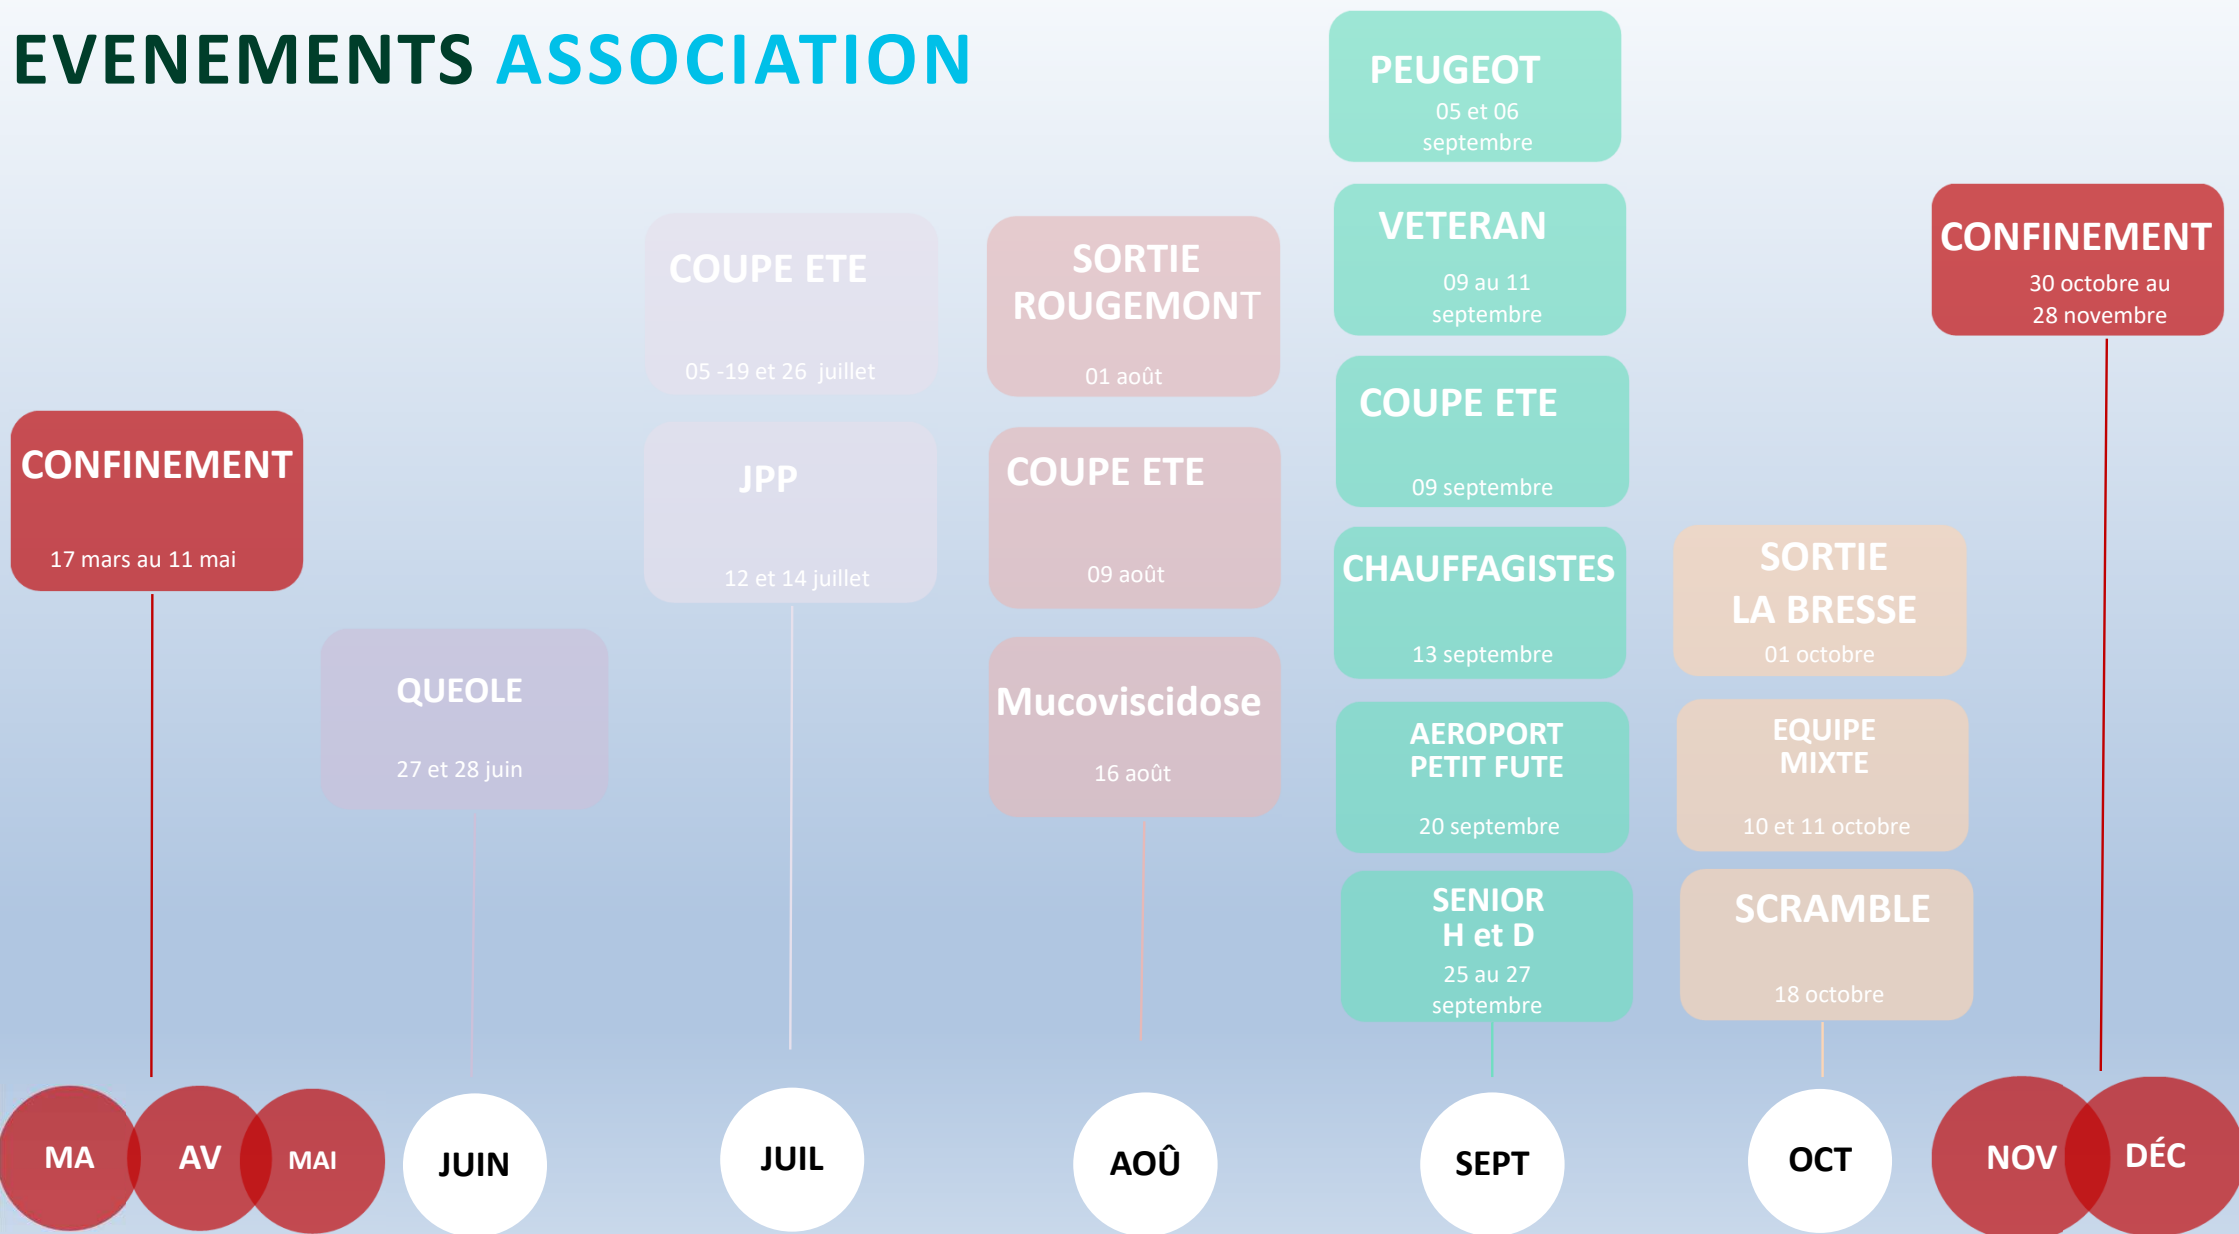 EVENEMENTS ASSOCIATION
CONFINEMENT
17 mars au 11 mai
QUEOLE
27 et 28 juin
COUPE ETE
05 -19 et 26 juillet
JPP
12 et 14 juillet
SORTIE
ROUGEMONT
01 août
COUPE ETE
09 août
Mucoviscidose
16 août
PEUGEOT
05 et 06
septembre
VETERAN
09 au 11
septembre
COUPE ETE
09 septembre
CHAUFFAGISTES
13 septembre
AEROPORT
PETIT FUTE
20 septembre
SENIOR
H et D
25 au 27
septembre
SORTIE
LA BRESSE
01 octobre
EQUIPE
MIXTE
10 et 11 octobre
SCRAMBLE
18 octobre
CONFINEMENT
30 octobre au
28 novembre
MA
AV
MAI
JUIN
JUIL
AOÛ
SEPT
OCT
NOV
DÉC